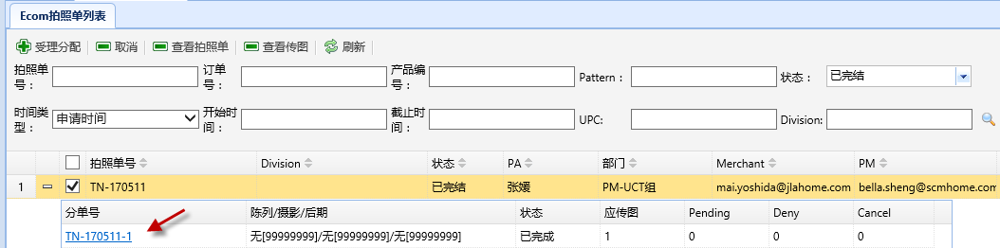 Ecom拍照单列表
受理分配 取消 查看拍照单 查看传图 刷新
拍照单号： 订单号： 产品编号： Pattern： 状态： 已完结
时间类型： 申请时间 开始时间： 截止时间： UPC: Division:
拍照单号 Division 状态 PA 部门 Merchant PM
1 TN-170511 已完结 张媛 PM-UCT组 mai.yoshida@jlahome.com bella.sheng@scmhome.com
分单号 陈列/摄影/后期 状态 应传图 Pending Deny Cancel
TN-170511-1 无[99999999]/无[99999999]/无[99999999] 已完成 1 0 0 0